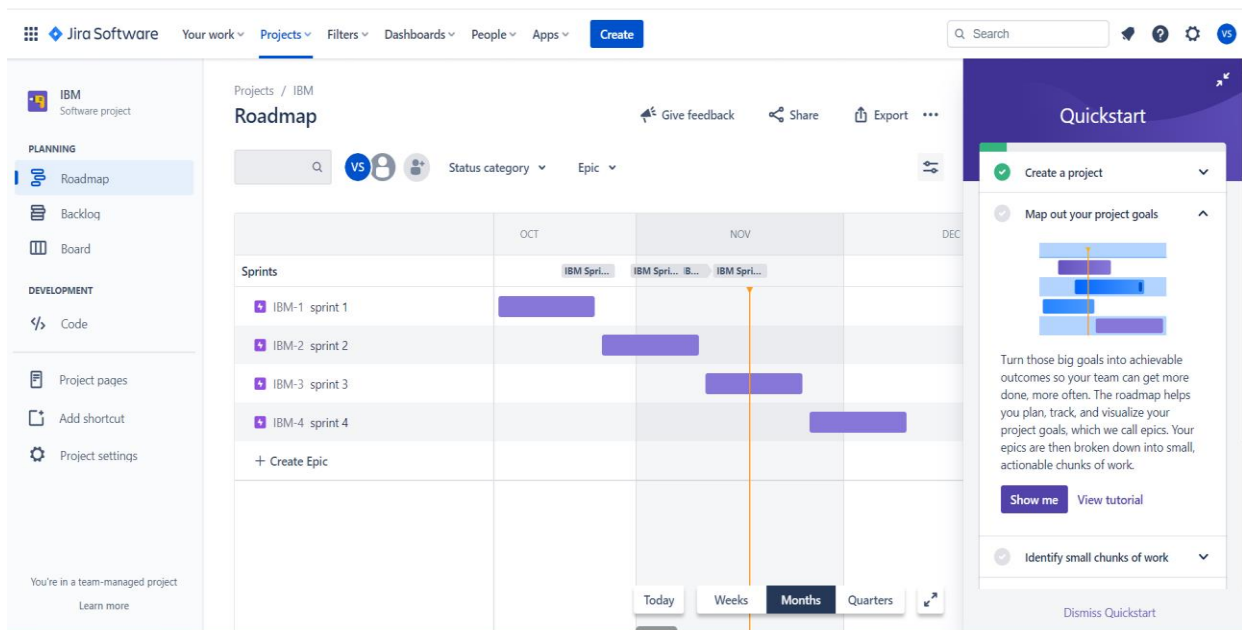 Jira Software Your work Projects Filters Dashboards People Apps Create Search VS
IBM
Software project
PLANNING
Roadmap
Backlog
Board
DEVELOPMENT
Code
Project pages
Add shortcut
Project settings
You're in a team-managed project
Learn more
Projects / IBM
Roadmap
Give feedback Share Export
VS Status category Epic
OCT NOV DEC
Sprints IBM Spri... IBM Spri... B... IBM Spri...
IBM-1 sprint 1
IBM-2 sprint 2
IBM-3 sprint 3
IBM-4 sprint 4
+ Create Epic
Today Weeks Months Quarters
Quickstart
Create a project
Map out your project goals
Turn those big goals into achievable
outcomes so your team can get more
done, more often. The roadmap helps
you plan, track, and visualize your
project goals, which we call epics. Your
epics are then broken down into small,
actionable chunks of work.
Show me View tutorial
Identify small chunks of work
Dismiss Quickstart